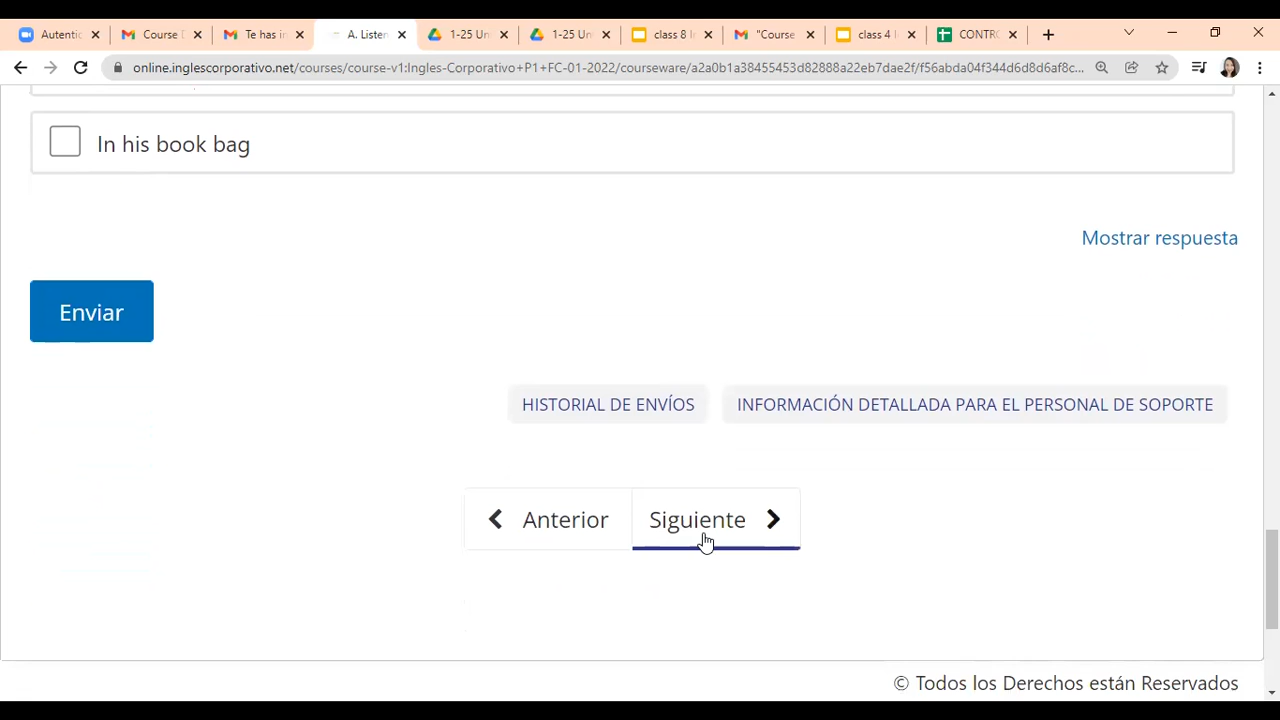 Autentic
Course I
Te has in
A. Listen
1-25 Un
1-25 Un
class 8 I
"Course
class 4 I
CONTRO
online.inglescorporativo.net/courses/course-v1:Ingles-Corporativo+P1+FC-01-2022/courseware/a2a0b1a38455453d82888a22eb7dae2f/f56abda04f344d6d8d6af8c...
In his book bag
Mostrar respuesta
Enviar
HISTORIAL DE ENVÍOS
INFORMACIÓN DETALLADA PARA EL PERSONAL DE SOPORTE
Anterior
Siguiente
© Todos los Derechos están Reservados